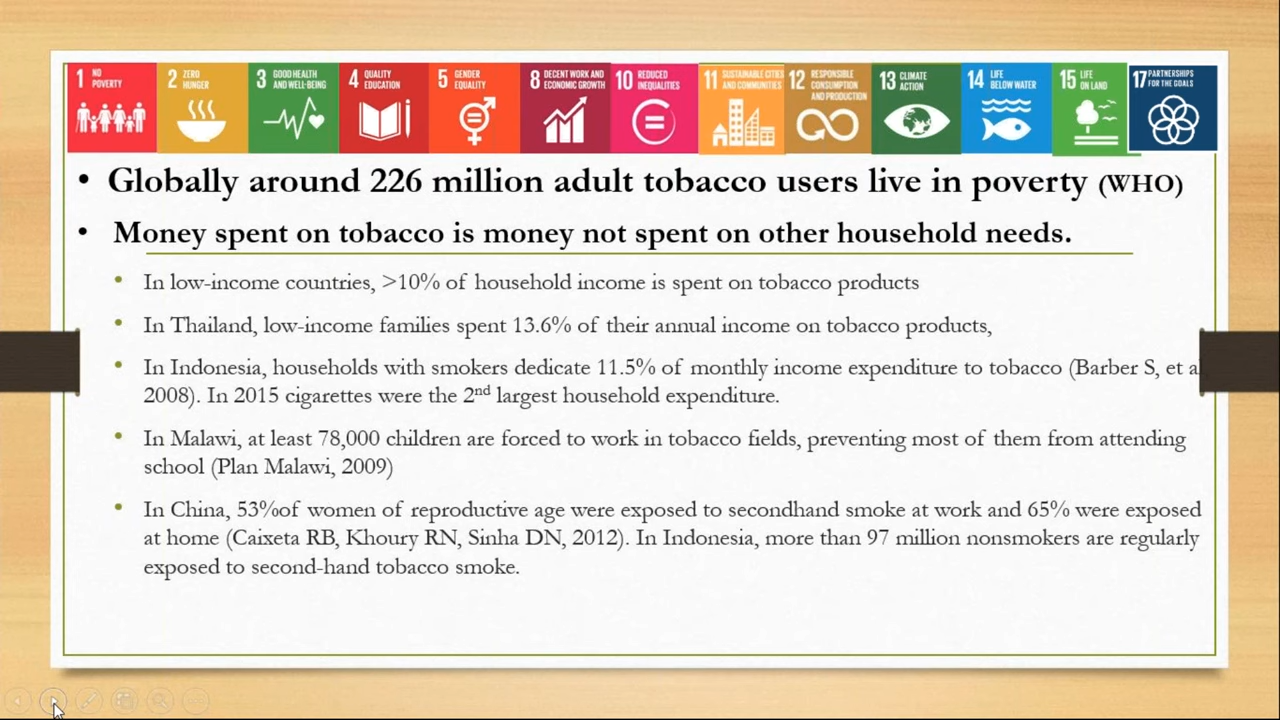 1 NO POVERTY
2 ZERO HUNGER
3 GOOD HEALTH AND WELL-BEING
4 QUALITY EDUCATION
5 GENDER EQUALITY
8 DECENT WORK AND ECONOMIC GROWTH
10 REDUCED INEQUALITIES
11 SUSTAINABLE CITIES AND COMMUNITIES
12 RESPONSIBLE CONSUMPTION AND PRODUCTION
13 CLIMATE ACTION
14 LIFE BELOW WATER
15 LIFE ON LAND
17 PARTNERSHIPS FOR THE GOALS
• Globally around 226 million adult tobacco users live in poverty (WHO)
• Money spent on tobacco is money not spent on other household needs.
• In low-income countries, >10% of household income is spent on tobacco products
• In Thailand, low-income families spent 13.6% of their annual income on tobacco products,
• In Indonesia, households with smokers dedicate 11.5% of monthly income expenditure to tobacco (Barber S, et a
2008). In 2015 cigarettes were the 2nd largest household expenditure.
• In Malawi, at least 78,000 children are forced to work in tobacco fields, preventing most of them from attending
school (Plan Malawi, 2009)
• In China, 53%of women of reproductive age were exposed to secondhand smoke at work and 65% were exposed
at home (Caixeta RB, Khoury RN, Sinha DN, 2012). In Indonesia, more than 97 million nonsmokers are regularly
exposed to second-hand tobacco smoke.